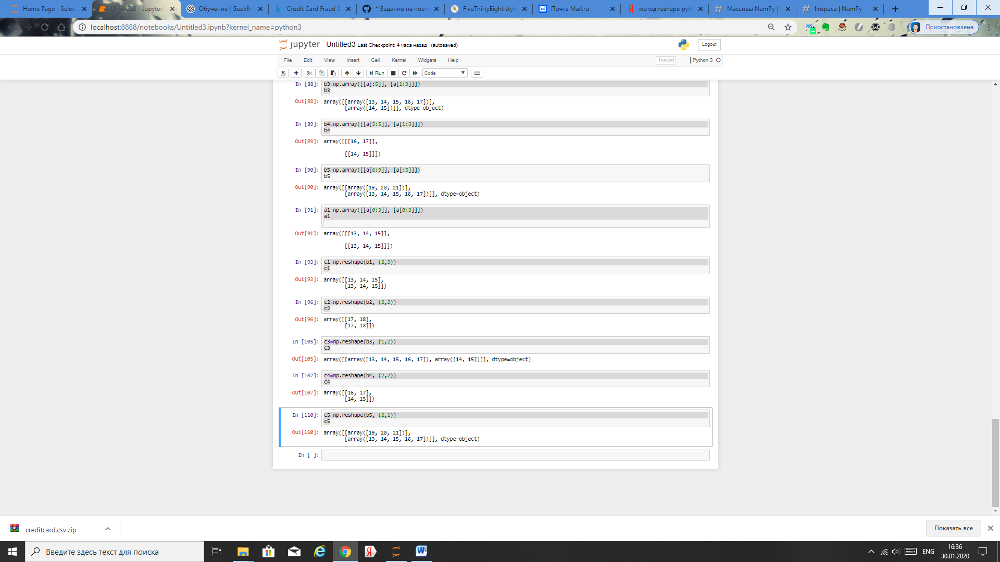 Home Page - Select
Untitled3 - Jupyter
Обучение | GeekBr
Credit Card Fraud D
**Задание на повто
FiveThirtyEight style
Почта Mail.ru
метод reshape pyth
Массивы NumPy |
linspace | NumPy
localhost:8888/notebooks/Untitled3.ipynb?kernel_name=python3
365
Приостановлена
jupyter Untitled3 Last Checkpoint: 4 часа назад (autosaved)
Logout
File Edit View Insert Cell Kernel Widgets Help
Trusted
Python 3
Run
Code
In [88]: b3=np.array([[a[:5]], [a[1:3]]])
b3
Out[88]: array([[array([13, 14, 15, 16, 17])],
[array([14, 15])]], dtype=object)
In [89]: b4=np.array([[a[3:5]], [a[1:3]]])
b4
Out[89]: array([[[16, 17]],
[[14, 15]]])
In [90]: b5=np.array([[a[6:9]], [a[:5]]])
b5
Out[90]: array([[array([19, 20, 21])],
[array([13, 14, 15, 16, 17])]], dtype=object)
In [91]: a1=np.array([[a[0:3]], [a[0:3]]])
a1
Out[91]: array([[[13, 14, 15]],
[[13, 14, 15]]])
In [93]: c1=np.reshape(b1, (2,3))
c1
Out[93]: array([[13, 14, 15],
[13, 14, 15]])
In [96]: c2=np.reshape(b2, (2,2))
c2
Out[96]: array([[17, 18],
[17, 18]])
In [105]: c3=np.reshape(b3, (1,2))
c3
Out[105]: array([[array([13, 14, 15, 16, 17]), array([14, 15])]], dtype=object)
In [107]: c4=np.reshape(b4, (2,2))
c4
Out[107]: array([[16, 17],
[14, 15]])
In [110]: c5=np.reshape(b5, (2,1))
c5
Out[110]: array([[array([19, 20, 21])],
[array([13, 14, 15, 16, 17])]], dtype=object)
In [ ]:
creditcard.csv.zip
Показать все
Введите здесь текст для поиска
ENG
16:36
30.01.2020